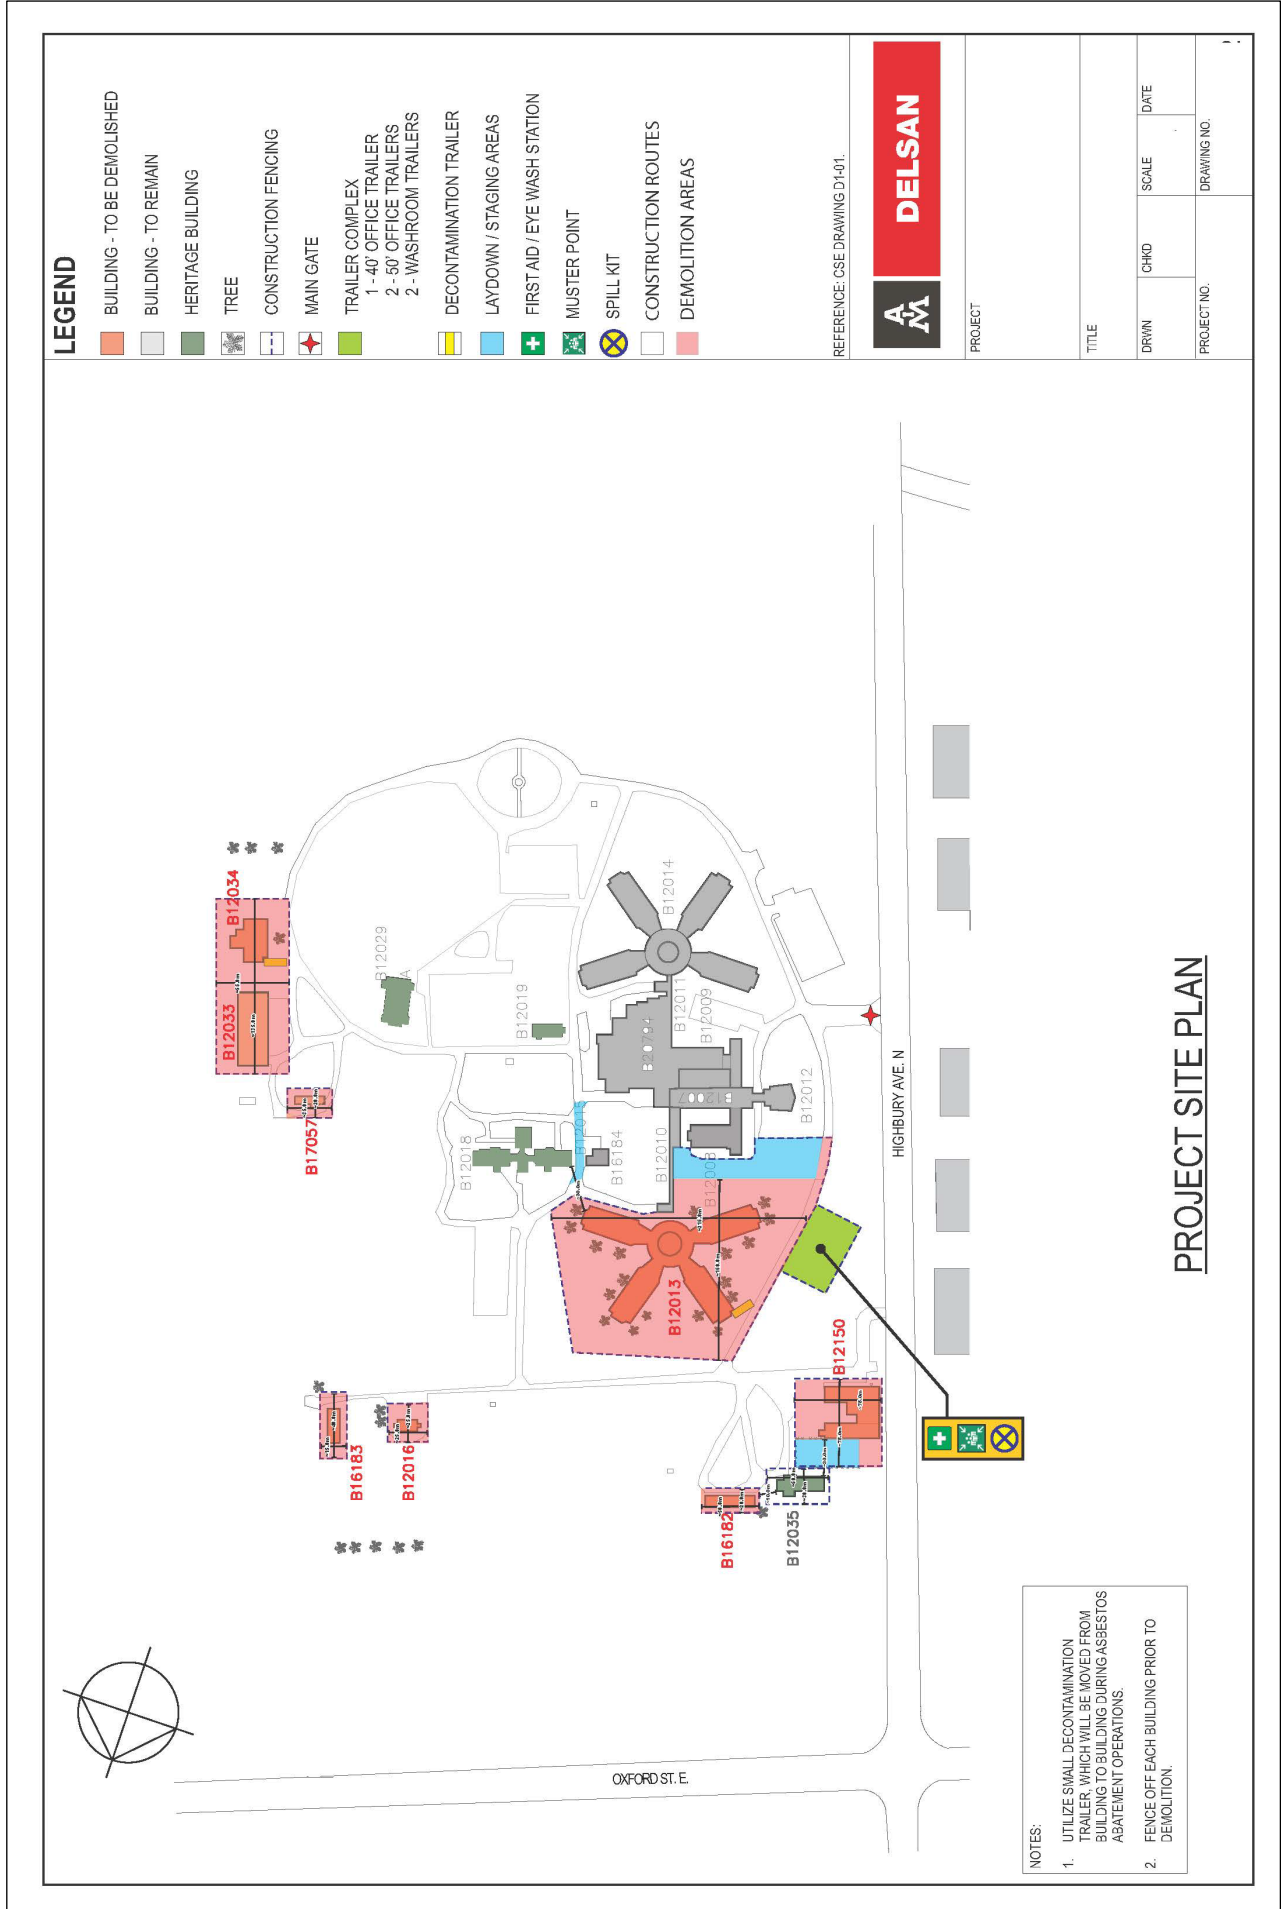 LEGEND
BUILDING - TO BE DEMOLISHED
BUILDING - TO REMAIN
HERITAGE BUILDING
TREE
CONSTRUCTION FENCING
MAIN GATE
TRAILER COMPLEX
1 - 40' OFFICE TRAILER
2 - 50' OFFICE TRAILERS
2 - WASHROOM TRAILERS
DECONTAMINATION TRAILER
LAYDOWN / STAGING AREAS
FIRST AID / EYE WASH STATION
MUSTER POINT
SPILL KIT
CONSTRUCTION ROUTES
DEMOLITION AREAS
REFERENCE: CSE DRAWING D1-01.
AIM
DELSAN
PROJECT
TITLE
DRWN
CHKD
SCALE
DATE
PROJECT NO.
DRAWING NO.
B12034
B12033
B17057
B12029
A
B12019
B12018
B16184
B12010
B12008
B20794
B12011
B12009
B12007
B12012
B12014
B12013
B16183
B12016
B16182
B12035
B12150
HIGHBURY AVE. N
OXFORD ST. E.
PROJECT SITE PLAN
NOTES:
1. UTILIZE SMALL DECONTAMINATION
TRAILER, WHICH WILL BE MOVED FROM
BUILDING TO BUILDING DURING ASBESTOS
ABATEMENT OPERATIONS.
2. FENCE OFF EACH BUILDING PRIOR TO
DEMOLITION.